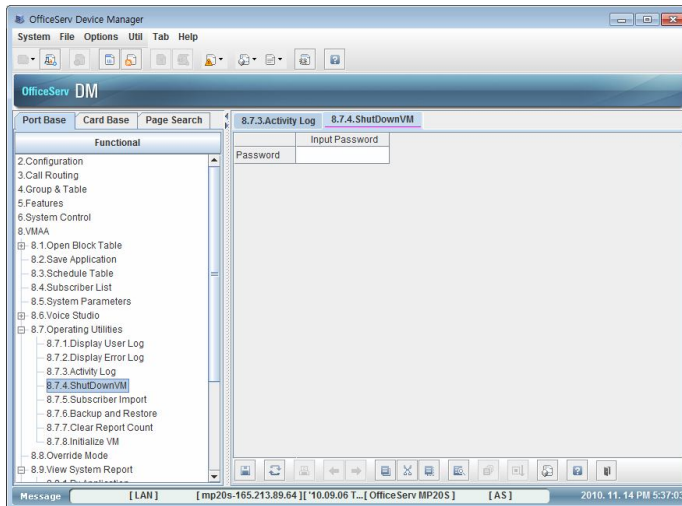 OfficeServ Device Manager
System File Options Util Tab Help
OfficeServ DM
Port Base Card Base Page Search
8.7.3.Activity Log 8.7.4.ShutDownVM
Functional
Input Password
Password
2.Configuration
3.Call Routing
4.Group & Table
5.Features
6.System Control
8.VMAA
8.1.Open Block Table
8.2.Save Application
8.3.Schedule Table
8.4.Subscriber List
8.5.System Parameters
8.6.Voice Studio
8.7.Operating Utilities
8.7.1.Display User Log
8.7.2.Display Error Log
8.7.3.Activity Log
8.7.4.ShutDownVM
8.7.5.Subscriber Import
8.7.6.Backup and Restore
8.7.7.Clear Report Count
8.7.8.Initialize VM
8.8.Override Mode
8.9.View System Report
Message [ LAN ] [ mp20s-165.213.89.64 ][ '10.09.06 T...[ OfficeServ MP20S ] [ AS ] 2010. 11. 14 PM 5:37:03